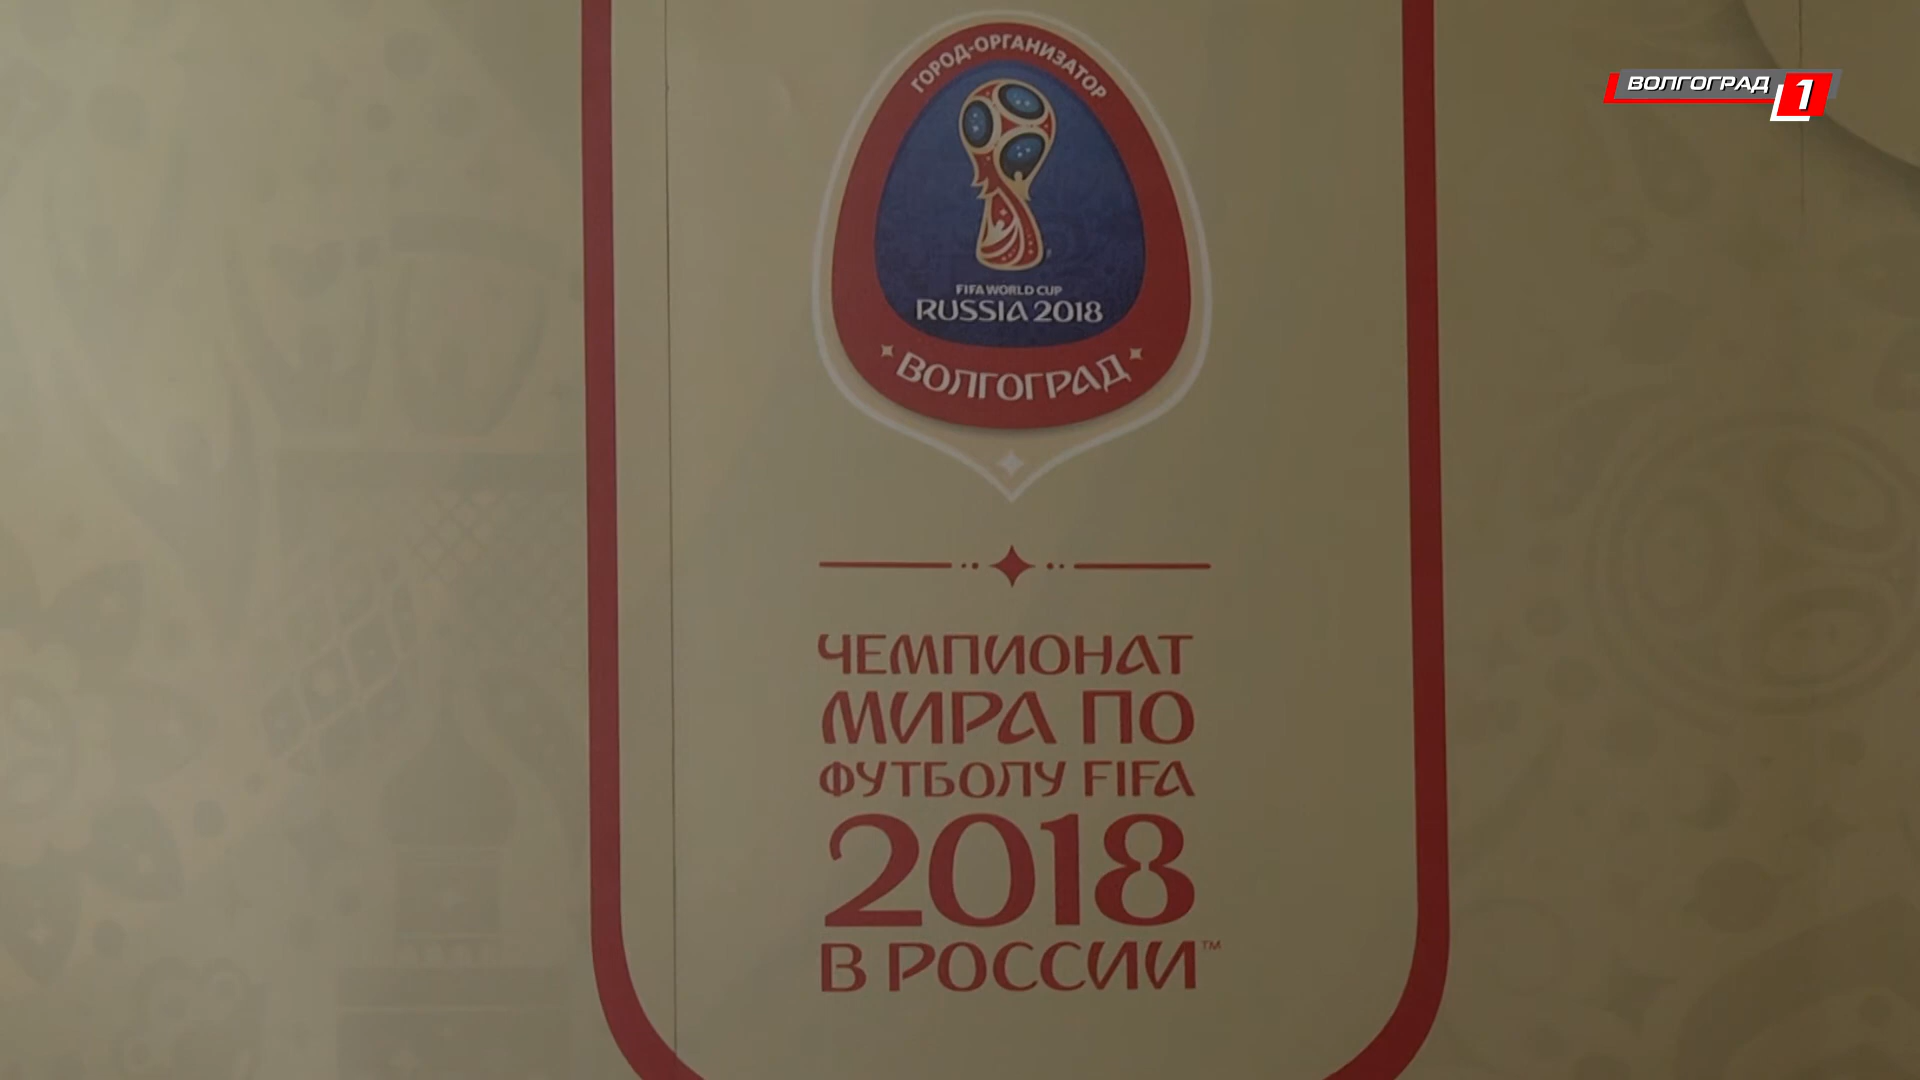 ГОРОД-ОРГАНИЗАТОР
ВОЛГОГРАД 1
FIFA WORLD CUP
RUSSIA 2018
ВОЛГОГРАД
ЧЕМПИОНАТ
МИРА ПО
ФУТБОЛУ FIFA
2018
В РОССИИ™